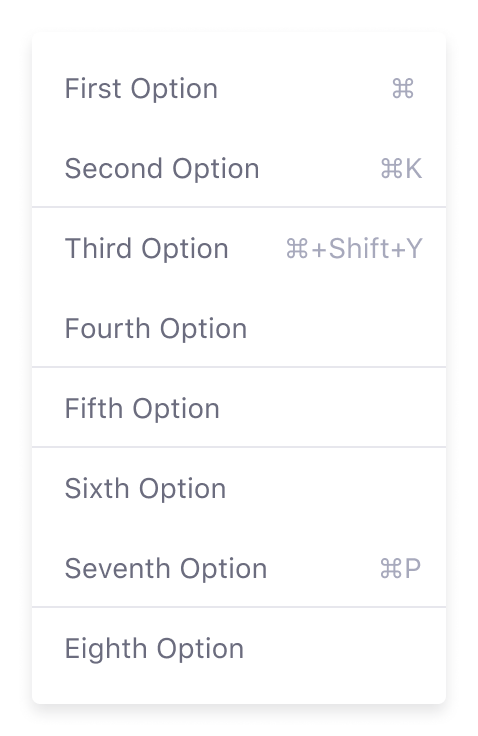 First Option ⌘
Second Option ⌘K
Third Option ⌘+Shift+Y
Fourth Option
Fifth Option
Sixth Option
Seventh Option ⌘P
Eighth Option